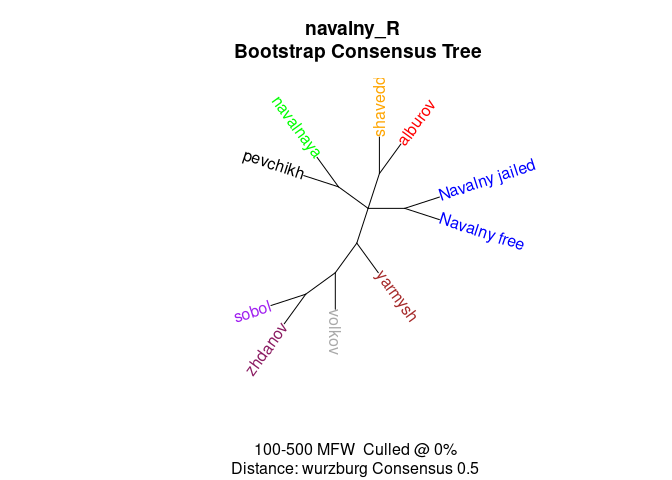 navalny_R
Bootstrap Consensus Tree
shavedd
alburov
navalnaya
pevchikh
Navalny jailed
Navalny free
yarmysh
sobol
volkov
zhdanov
100-500 MFW  Culled @ 0%
Distance: wurzburg Consensus 0.5